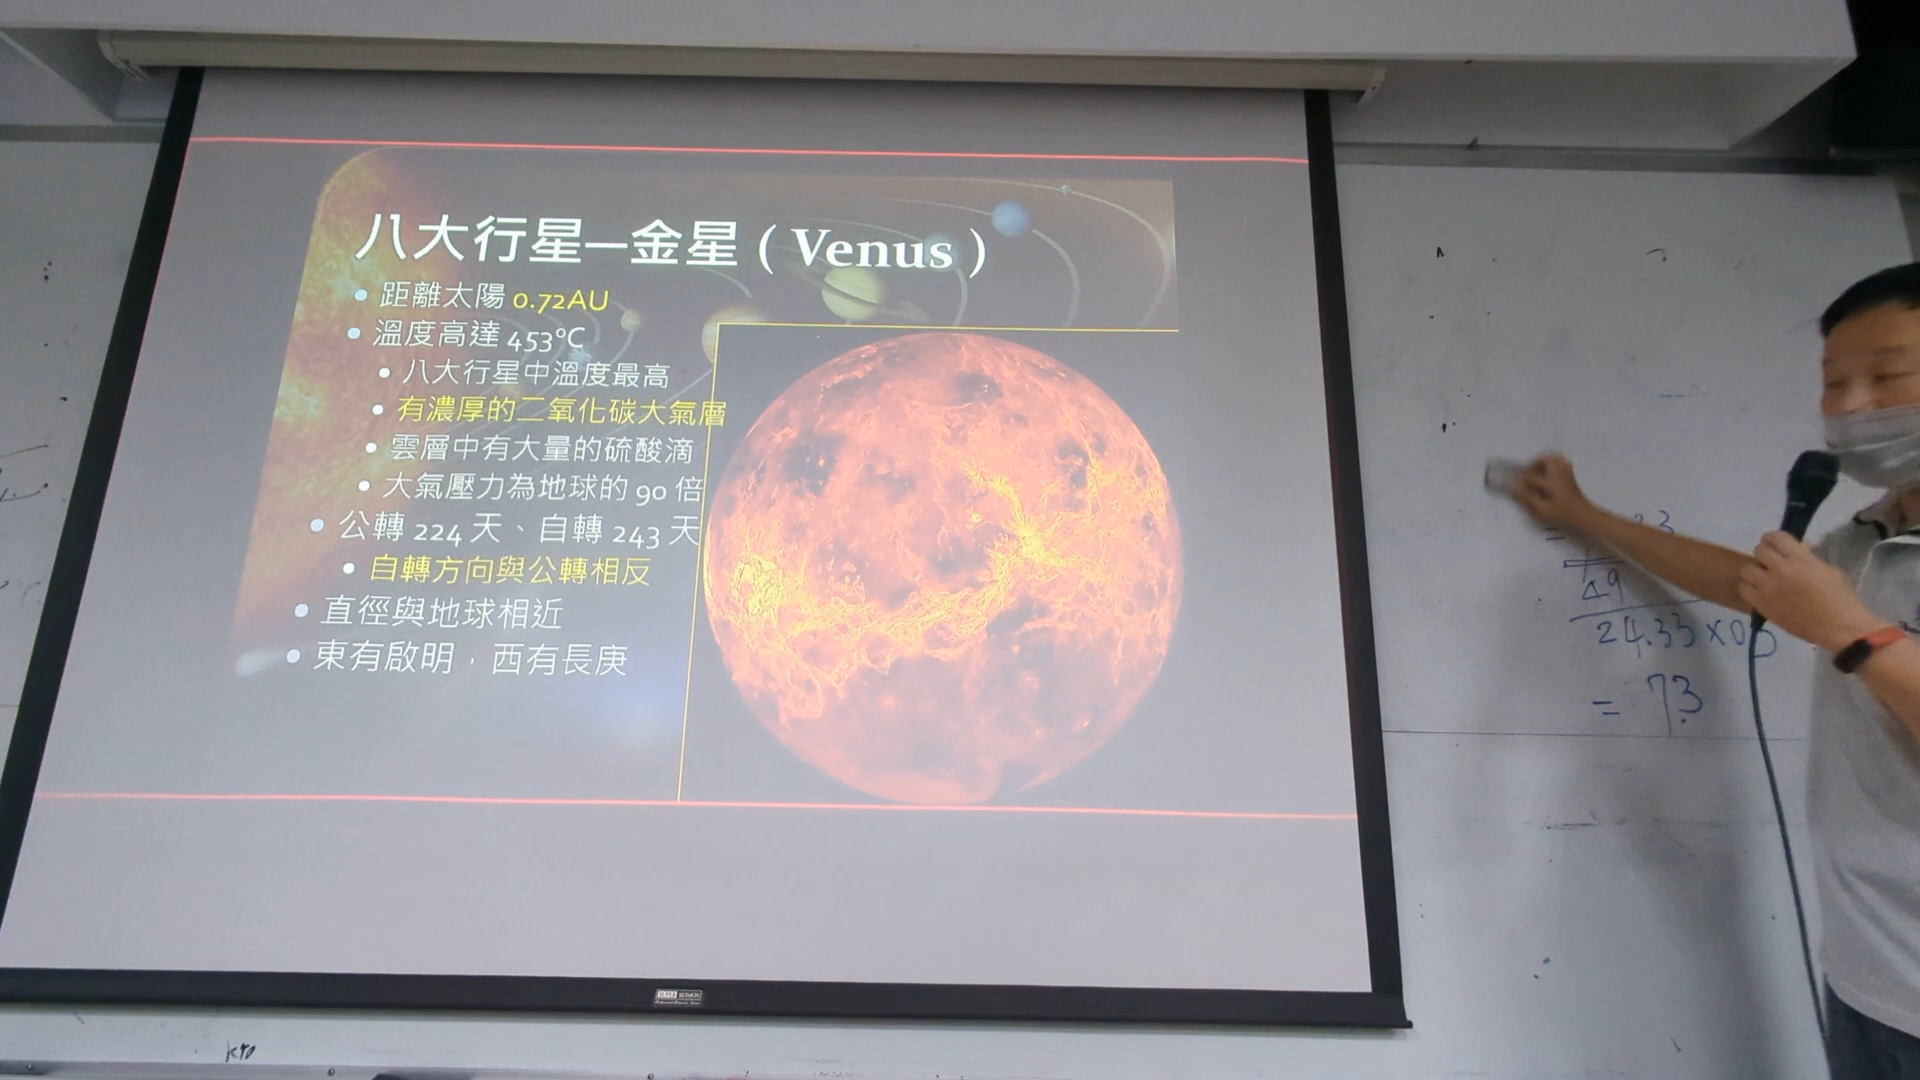 八大行星—金星 ( Venus )
• 距離太陽 0.72AU
• 溫度高達 453°C
• 八大行星中溫度最高
• 有濃厚的二氧化碳大氣層
• 雲層中有大量的硫酸滴
• 大氣壓力為地球的 90 倍
• 公轉 224 天、自轉 243 天
• 自轉方向與公轉相反
• 直徑與地球相近
• 東有啟明，西有長庚
49
24.33×0
= 73